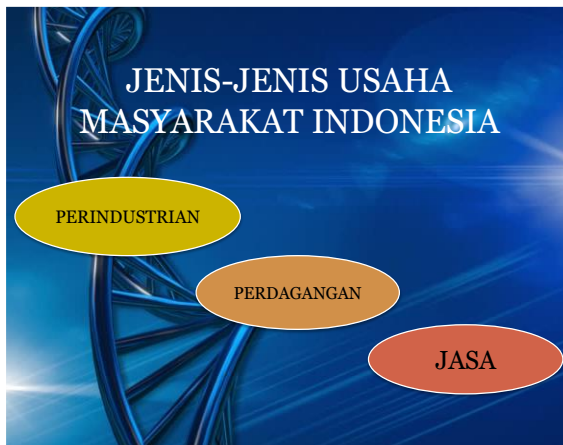 JENIS-JENIS USAHA
MASYARAKAT INDONESIA
PERINDUSTRIAN
PERDAGANGAN
JASA